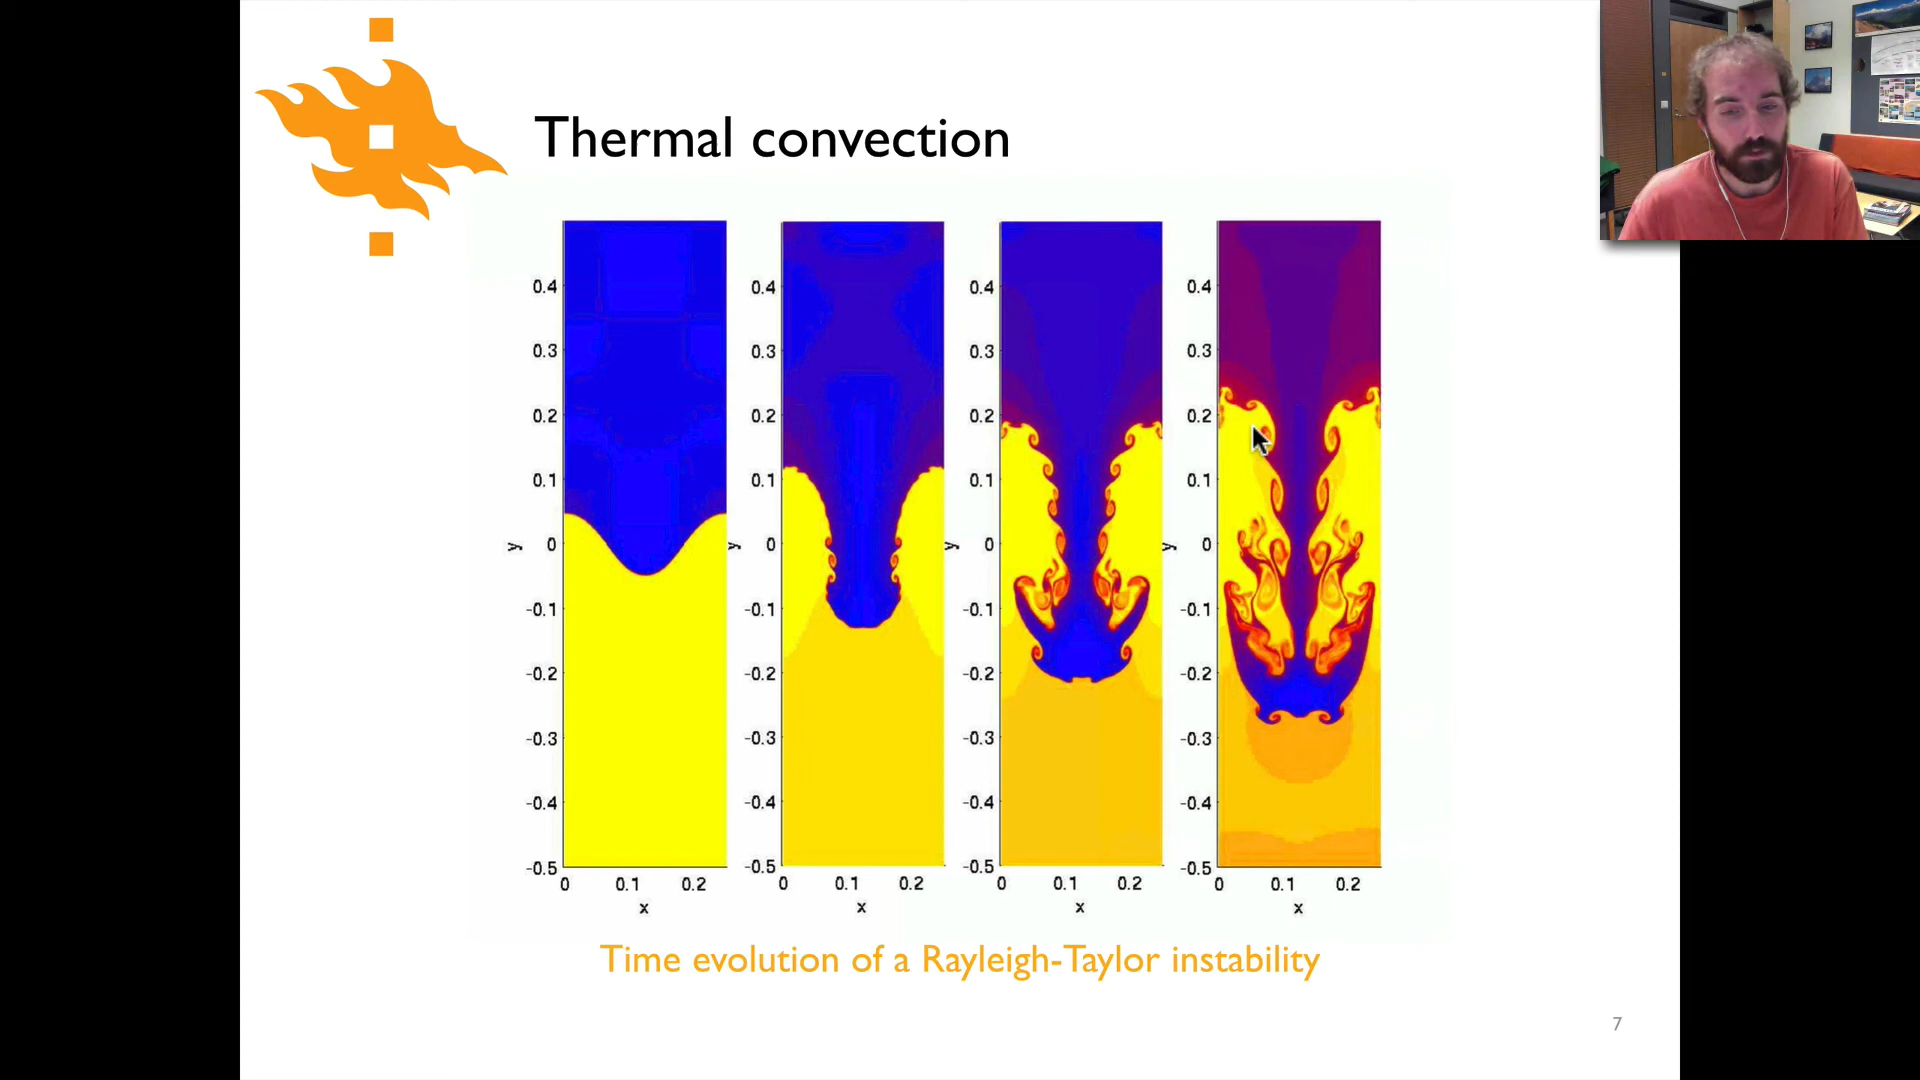 Thermal convection
0.4 0.4 0.4 0.4
0.3 0.3 0.3 0.3
0.2 0.2 0.2 0.2
0.1 0.1 0.1 0.1
y 0 y 0 y 0 y 0
-0.1 -0.1 -0.1 -0.1
-0.2 -0.2 -0.2 -0.2
-0.3 -0.3 -0.3 -0.3
-0.4 -0.4 -0.4 -0.4
-0.5 -0.5 -0.5 -0.5
0 0.1 0.2 0 0.1 0.2 0 0.1 0.2 0 0.1 0.2
x x x x
Time evolution of a Rayleigh-Taylor instability
7